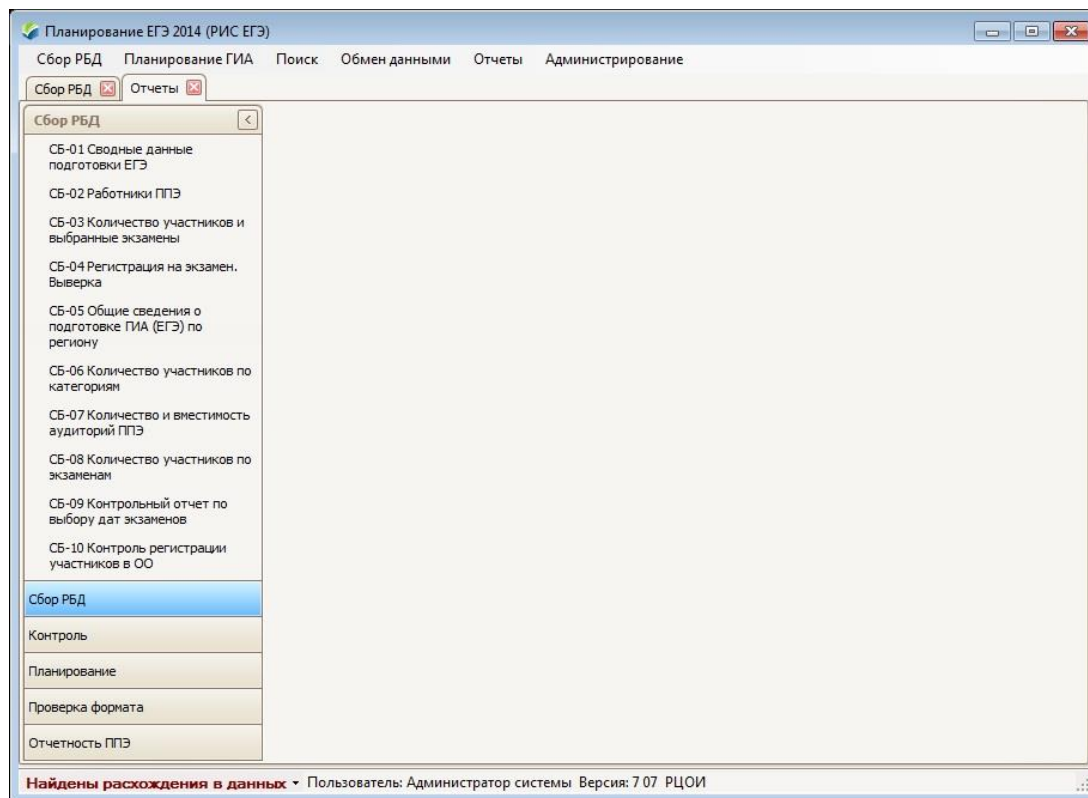 Планирование ЕГЭ 2014 (РИС ЕГЭ)
Сбор РБД Планирование ГИА Поиск Обмен данными Отчеты Администрирование
Сбор РБД Отчеты
Сбор РБД
СБ-01 Сводные данные
подготовки ЕГЭ
СБ-02 Работники ППЭ
СБ-03 Количество участников и
выбранные экзамены
СБ-04 Регистрация на экзамен.
Выверка
СБ-05 Общие сведения о
подготовке ГИА (ЕГЭ) по
региону
СБ-06 Количество участников по
категориям
СБ-07 Количество и вместимость
аудиторий ППЭ
СБ-08 Количество участников по
экзаменам
СБ-09 Контрольный отчет по
выбору дат экзаменов
СБ-10 Контроль регистрации
участников в ОО
Сбор РБД
Контроль
Планирование
Проверка формата
Отчетность ППЭ
Найдены расхождения в данных Пользователь: Администратор системы Версия: 7 07 РЦОИ